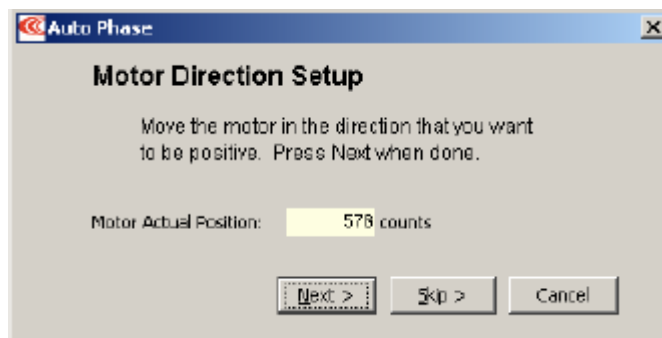 Auto Phase
Motor Direction Setup
Move the motor in the direction that you want
to be positive. Press Next when done.
Motor Actual Position: counts
Next > Skip > Cancel